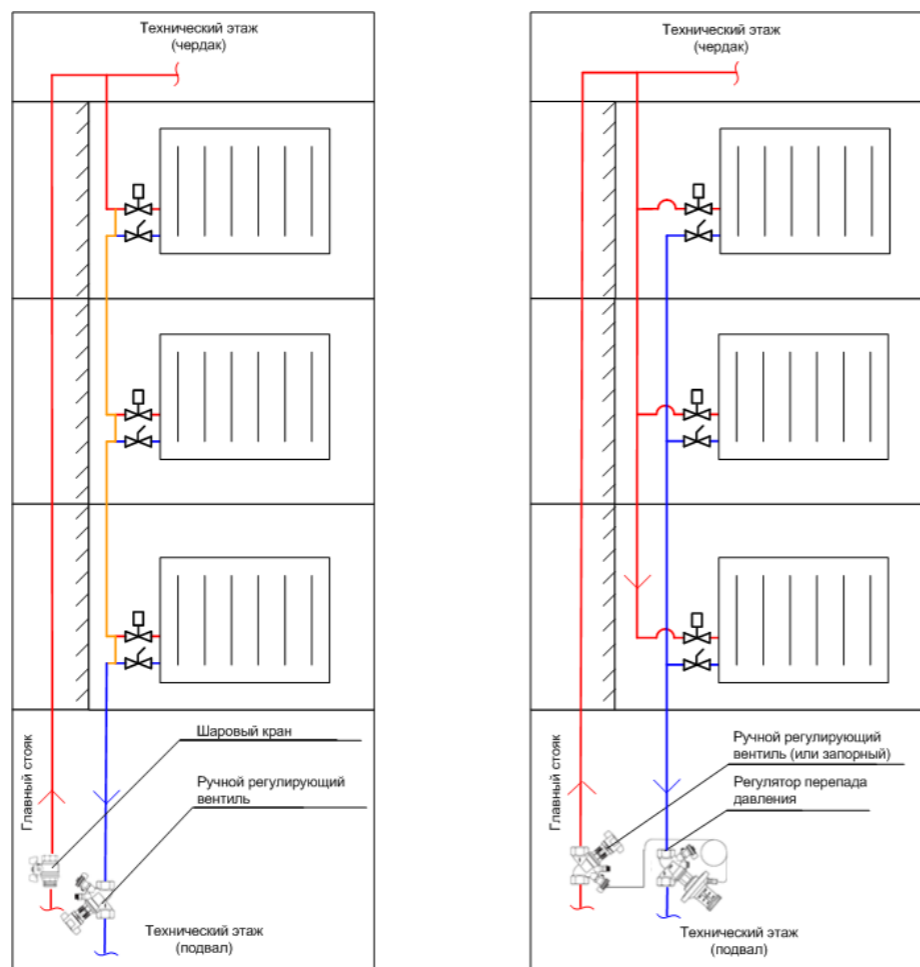 Технический этаж
(чердак)
Шаровый кран
Ручной регулирующий
вентиль
Главный стояк
Технический этаж
(подвал)
Технический этаж
(чердак)
Ручной регулирующий
вентиль (или запорный)
Регулятор перепада
давления
Главный стояк
Технический этаж
(подвал)